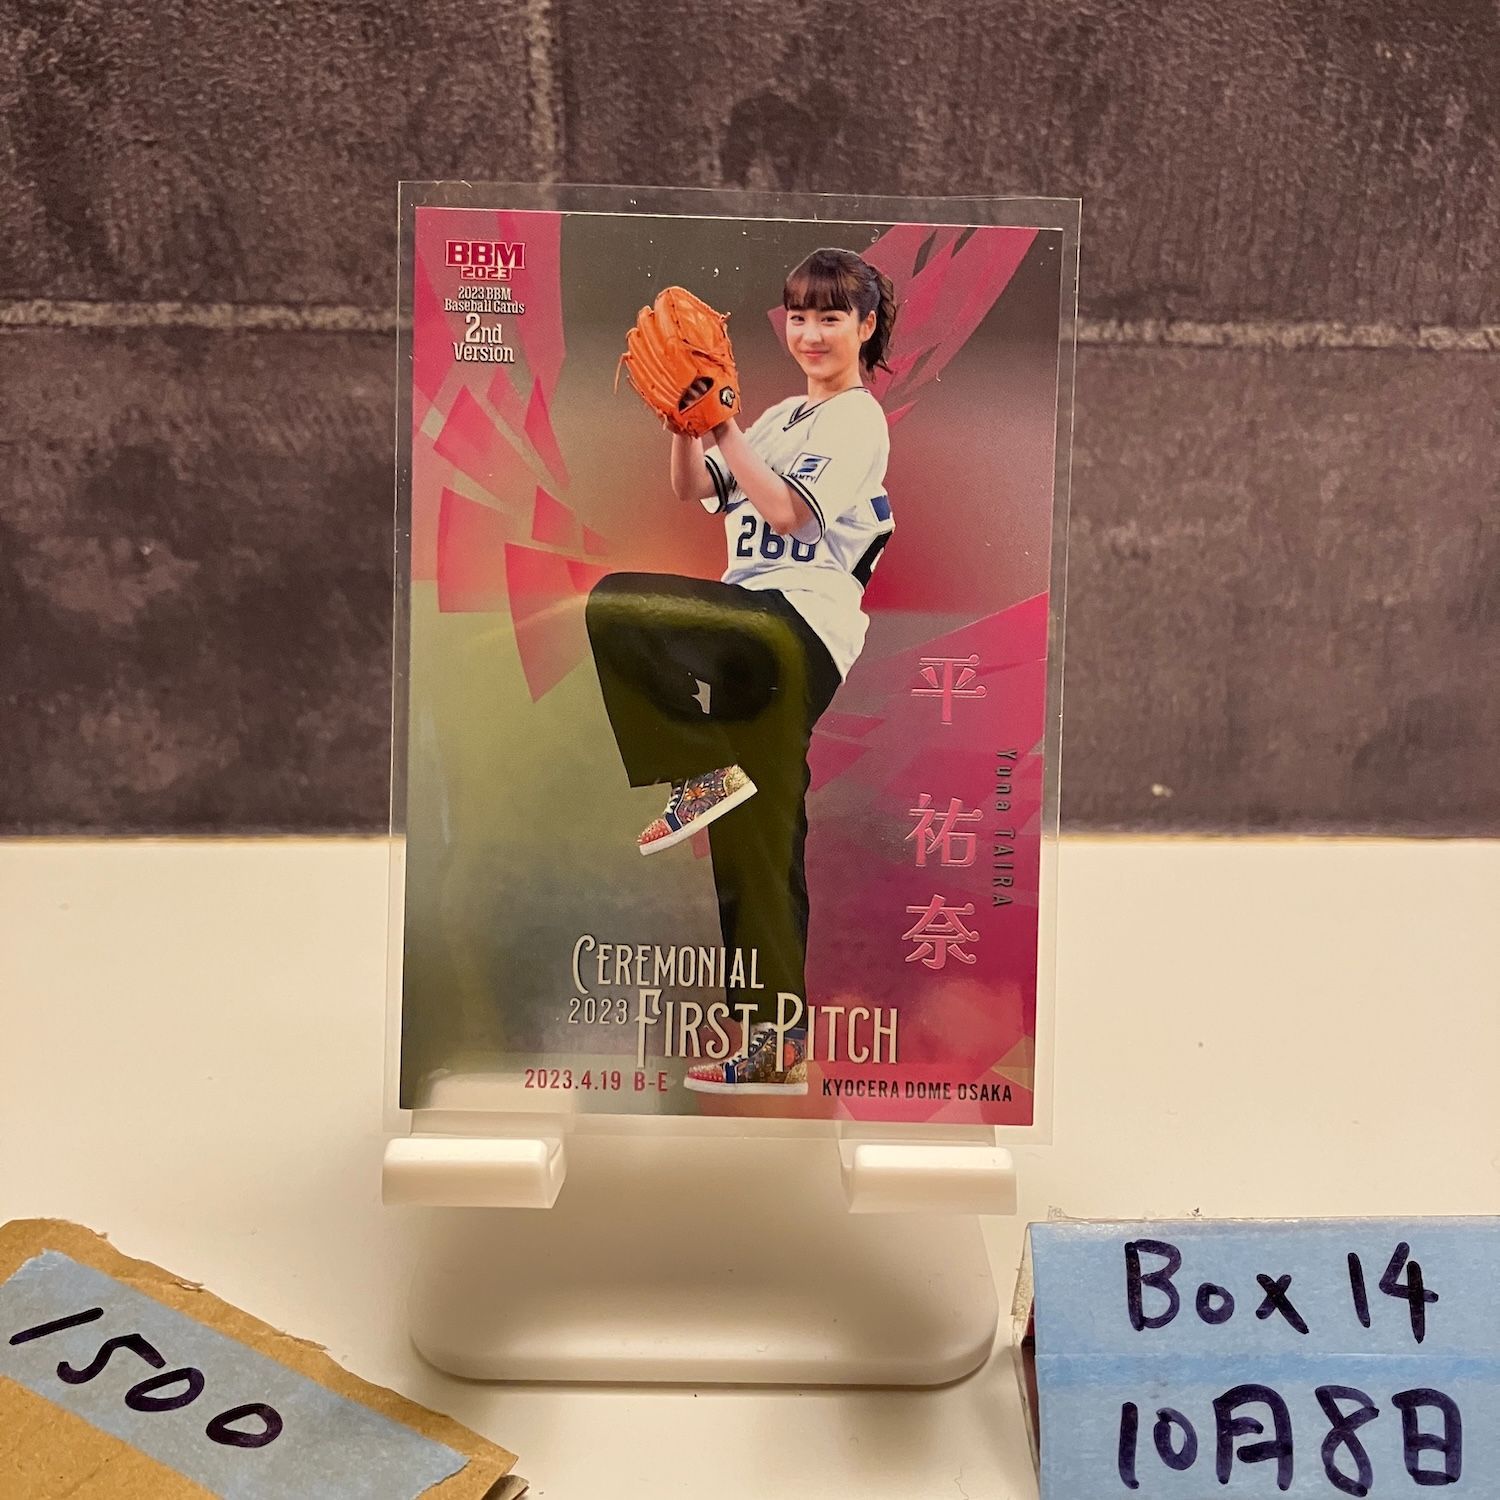 BBM
2023
2023 BBM
Baseball Cards
2nd
Version
SAMTY
260
平祐奈
Yuna TAIRA
CEREMONIAL
2023 FIRST PITCH
2023.4.19 B-E
KYOCERA DOME OSAKA
1500
Box 14
10月8日